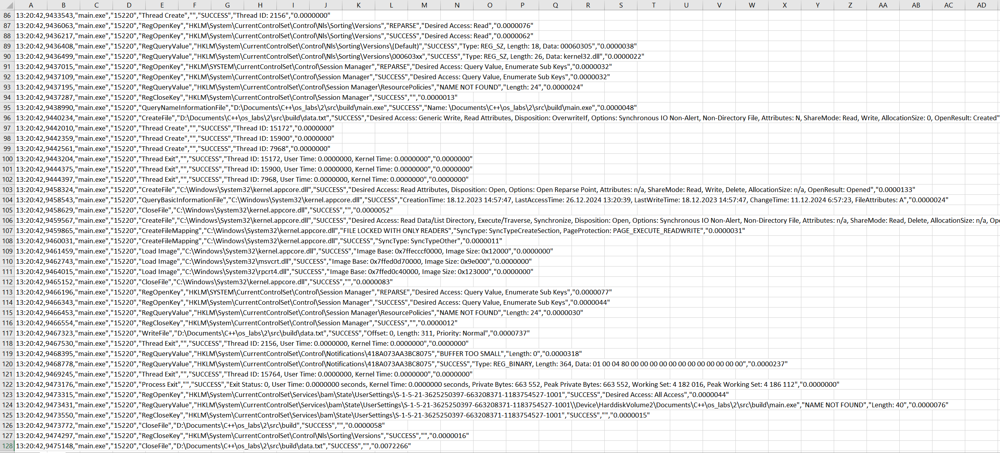 A B C D E F G H I J K L M N O P Q R S T U V W X Y Z AA AB AC AD
86 13:20:42,9433543,"main.exe","15220","Thread Create","","SUCCESS","Thread ID: 2156","0.0000000"
87 13:20:42,9436063,"main.exe","15220","RegOpenKey","HKLM\System\CurrentControlSet\Control\Nls\Sorting\Versions","REPARSE","Desired Access: Read","0.0000076"
88 13:20:42,9436217,"main.exe","15220","RegOpenKey","HKLM\System\CurrentControlSet\Control\Nls\Sorting\Versions","SUCCESS","Desired Access: Read","0.0000062"
89 13:20:42,9436408,"main.exe","15220","RegQueryValue","HKLM\System\CurrentControlSet\Control\Nls\Sorting\Versions\(Default)","SUCCESS","Type: REG_SZ, Length: 18, Data: 00060305","0.0000038"
90 13:20:42,9436499,"main.exe","15220","RegQueryValue","HKLM\System\CurrentControlSet\Control\Nls\Sorting\Versions\000603xx","SUCCESS","Type: REG_SZ, Length: 26, Data: kernel32.dll","0.0000022"
91 13:20:42,9437015,"main.exe","15220","RegOpenKey","HKLM\SYSTEM\CurrentControlSet\Control\Session Manager","REPARSE","Desired Access: Query Value, Enumerate Sub Keys","0.0000032"
92 13:20:42,9437109,"main.exe","15220","RegOpenKey","HKLM\System\CurrentControlSet\Control\Session Manager","SUCCESS","Desired Access: Query Value, Enumerate Sub Keys","0.0000032"
93 13:20:42,9437195,"main.exe","15220","RegQueryValue","HKLM\System\CurrentControlSet\Control\Session Manager\ResourcePolicies","NAME NOT FOUND","Length: 24","0.0000024"
94 13:20:42,9437287,"main.exe","15220","RegCloseKey","HKLM\System\CurrentControlSet\Control\Session Manager","SUCCESS","","0.0000013"
95 13:20:42,9438990,"main.exe","15220","QueryNameInformationFile","D:\Documents\C++\os_labs\2\src\build\main.exe","SUCCESS","Name: \Documents\C++\os_labs\2\src\build\main.exe","0.0000048"
96 13:20:42,9440234,"main.exe","15220","CreateFile","D:\Documents\C++\os_labs\2\src\build\data.txt","SUCCESS","Desired Access: Generic Write, Read Attributes, Disposition: OverwriteIf, Options: Synchronous IO Non-Alert, Non-Directory File, Attributes: N, ShareMode: Read, Write, AllocationSize: 0, OpenResult: Created"
97 13:20:42,9442010,"main.exe","15220","Thread Create","","SUCCESS","Thread ID: 15172","0.0000000"
98 13:20:42,9442359,"main.exe","15220","Thread Create","","SUCCESS","Thread ID: 15900","0.0000000"
99 13:20:42,9442561,"main.exe","15220","Thread Create","","SUCCESS","Thread ID: 7968","0.0000000"
100 13:20:42,9443204,"main.exe","15220","Thread Exit","","SUCCESS","Thread ID: 15172, User Time: 0.0000000, Kernel Time: 0.0000000","0.0000000"
101 13:20:42,9444375,"main.exe","15220","Thread Exit","","SUCCESS","Thread ID: 15900, User Time: 0.0000000, Kernel Time: 0.0000000","0.0000000"
102 13:20:42,9444397,"main.exe","15220","Thread Exit","","SUCCESS","Thread ID: 7968, User Time: 0.0000000, Kernel Time: 0.0000000","0.0000000"
103 13:20:42,9458324,"main.exe","15220","CreateFile","C:\Windows\System32\kernel.appcore.dll","SUCCESS","Desired Access: Read Attributes, Disposition: Open, Options: Open Reparse Point, Attributes: n/a, ShareMode: Read, Write, Delete, AllocationSize: n/a, OpenResult: Opened","0.0000133"
104 13:20:42,9458543,"main.exe","15220","QueryBasicInformationFile","C:\Windows\System32\kernel.appcore.dll","SUCCESS","CreationTime: 18.12.2023 14:57:47, LastAccessTime: 26.12.2024 13:20:39, LastWriteTime: 18.12.2023 14:57:47, ChangeTime: 11.12.2024 6:57:23, FileAttributes: A","0.0000024"
105 13:20:42,9458629,"main.exe","15220","CloseFile","C:\Windows\System32\kernel.appcore.dll","SUCCESS","","0.0000052"
106 13:20:42,9459567,"main.exe","15220","CreateFile","C:\Windows\System32\kernel.appcore.dll","SUCCESS","Desired Access: Read Data/List Directory, Execute/Traverse, Synchronize, Disposition: Open, Options: Synchronous IO Non-Alert, Non-Directory File, Attributes: n/a, ShareMode: Read, Delete, AllocationSize: n/a, Ope
107 13:20:42,9459865,"main.exe","15220","CreateFileMapping","C:\Windows\System32\kernel.appcore.dll","FILE LOCKED WITH ONLY READERS","SyncType: SyncTypeCreateSection, PageProtection: PAGE_EXECUTE_READWRITE","0.0000031"
108 13:20:42,9460031,"main.exe","15220","CreateFileMapping","C:\Windows\System32\kernel.appcore.dll","SUCCESS","SyncType: SyncTypeOther","0.0000011"
109 13:20:42,9461459,"main.exe","15220","Load Image","C:\Windows\System32\kernel.appcore.dll","SUCCESS","Image Base: 0x7ffecccf0000, Image Size: 0x12000","0.0000000"
110 13:20:42,9462743,"main.exe","15220","Load Image","C:\Windows\System32\msvcrt.dll","SUCCESS","Image Base: 0x7ffed0d70000, Image Size: 0x9e000","0.0000000"
111 13:20:42,9464015,"main.exe","15220","Load Image","C:\Windows\System32\rpcrt4.dll","SUCCESS","Image Base: 0x7ffed0c40000, Image Size: 0x123000","0.0000000"
112 13:20:42,9465152,"main.exe","15220","CloseFile","C:\Windows\System32\kernel.appcore.dll","SUCCESS","","0.0000083"
113 13:20:42,9466196,"main.exe","15220","RegOpenKey","HKLM\SYSTEM\CurrentControlSet\Control\Session Manager","REPARSE","Desired Access: Query Value, Enumerate Sub Keys","0.0000077"
114 13:20:42,9466343,"main.exe","15220","RegOpenKey","HKLM\System\CurrentControlSet\Control\Session Manager","SUCCESS","Desired Access: Query Value, Enumerate Sub Keys","0.0000044"
115 13:20:42,9466453,"main.exe","15220","RegQueryValue","HKLM\System\CurrentControlSet\Control\Session Manager\ResourcePolicies","NAME NOT FOUND","Length: 24","0.0000030"
116 13:20:42,9466554,"main.exe","15220","RegCloseKey","HKLM\System\CurrentControlSet\Control\Session Manager","SUCCESS","","0.0000012"
117 13:20:42,9467323,"main.exe","15220","WriteFile","D:\Documents\C++\os_labs\2\src\build\data.txt","SUCCESS","Offset: 0, Length: 311, Priority: Normal","0.0000737"
118 13:20:42,9467530,"main.exe","15220","Thread Exit","","SUCCESS","Thread ID: 2156, User Time: 0.0000000, Kernel Time: 0.0000000","0.0000000"
119 13:20:42,9468395,"main.exe","15220","RegQueryValue","HKLM\System\CurrentControlSet\Control\Notifications\418A073AA3BC8075","BUFFER TOO SMALL","Length: 0","0.0000318"
120 13:20:42,9468778,"main.exe","15220","RegQueryValue","HKLM\System\CurrentControlSet\Control\Notifications\418A073AA3BC8075","SUCCESS","Type: REG_BINARY, Length: 364, Data: 01 00 04 80 00 00 00 00 00 00 00 00 00 00 00 00","0.0000237"
121 13:20:42,9469245,"main.exe","15220","Thread Exit","","SUCCESS","Thread ID: 15764, User Time: 0.0000000, Kernel Time: 0.0000000","0.0000000"
122 13:20:42,9473176,"main.exe","15220","Process Exit","","SUCCESS","Exit Status: 0, User Time: 0.0000000 seconds, Kernel Time: 0.0000000 seconds, Private Bytes: 663 552, Peak Private Bytes: 663 552, Working Set: 4 182 016, Peak Working Set: 4 186 112","0.0000000"
123 13:20:42,9473315,"main.exe","15220","RegOpenKey","HKLM\System\CurrentControlSet\Services\bam\State\UserSettings\S-1-5-21-3625250397-663208371-1183754527-1001","SUCCESS","Desired Access: All Access","0.0000044"
124 13:20:42,9473431,"main.exe","15220","RegQueryValue","HKLM\System\CurrentControlSet\Services\bam\State\UserSettings\S-1-5-21-3625250397-663208371-1183754527-1001\\Device\HarddiskVolume2\Documents\C++\os_labs\2\src\build\main.exe","NAME NOT FOUND","Length: 40","0.0000076"
125 13:20:42,9473550,"main.exe","15220","RegCloseKey","HKLM\System\CurrentControlSet\Services\bam\State\UserSettings\S-1-5-21-3625250397-663208371-1183754527-1001","SUCCESS","","0.0000015"
126 13:20:42,9473772,"main.exe","15220","CloseFile","D:\Documents\C++\os_labs\2\src\build","SUCCESS","","0.0000058"
127 13:20:42,9474297,"main.exe","15220","RegCloseKey","HKLM\System\CurrentControlSet\Control\Nls\Sorting\Versions","SUCCESS","","0.0000016"
128 13:20:42,9475148,"main.exe","15220","CloseFile","D:\Documents\C++\os_labs\2\src\build\data.txt","SUCCESS","","0.0072266"